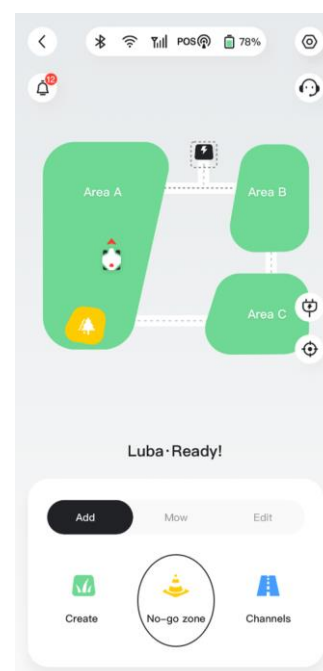 POS 78%
12
Area A
Area B
Area C
Luba·Ready!
Add Mow Edit
Create No-go zone Channels